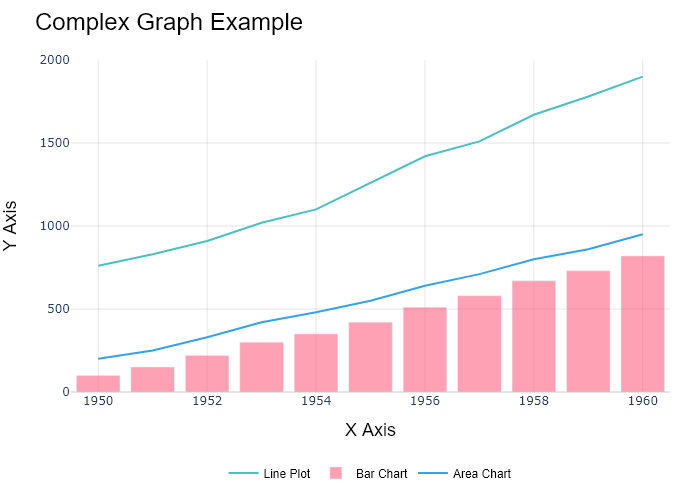 Complex Graph Example
2000
1500
1000
500
0
Y Axis
1950 1952 1954 1956 1958 1960
X Axis
Line Plot Bar Chart Area Chart